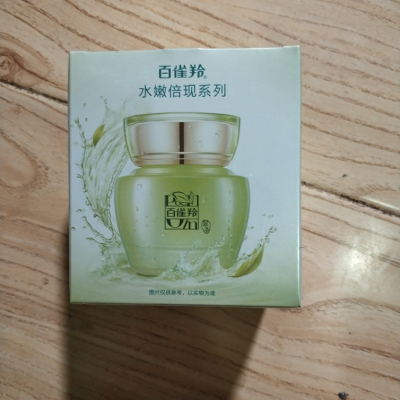 百雀羚
水嫩倍现系列
百雀羚
图片仅供参考，以实物为准